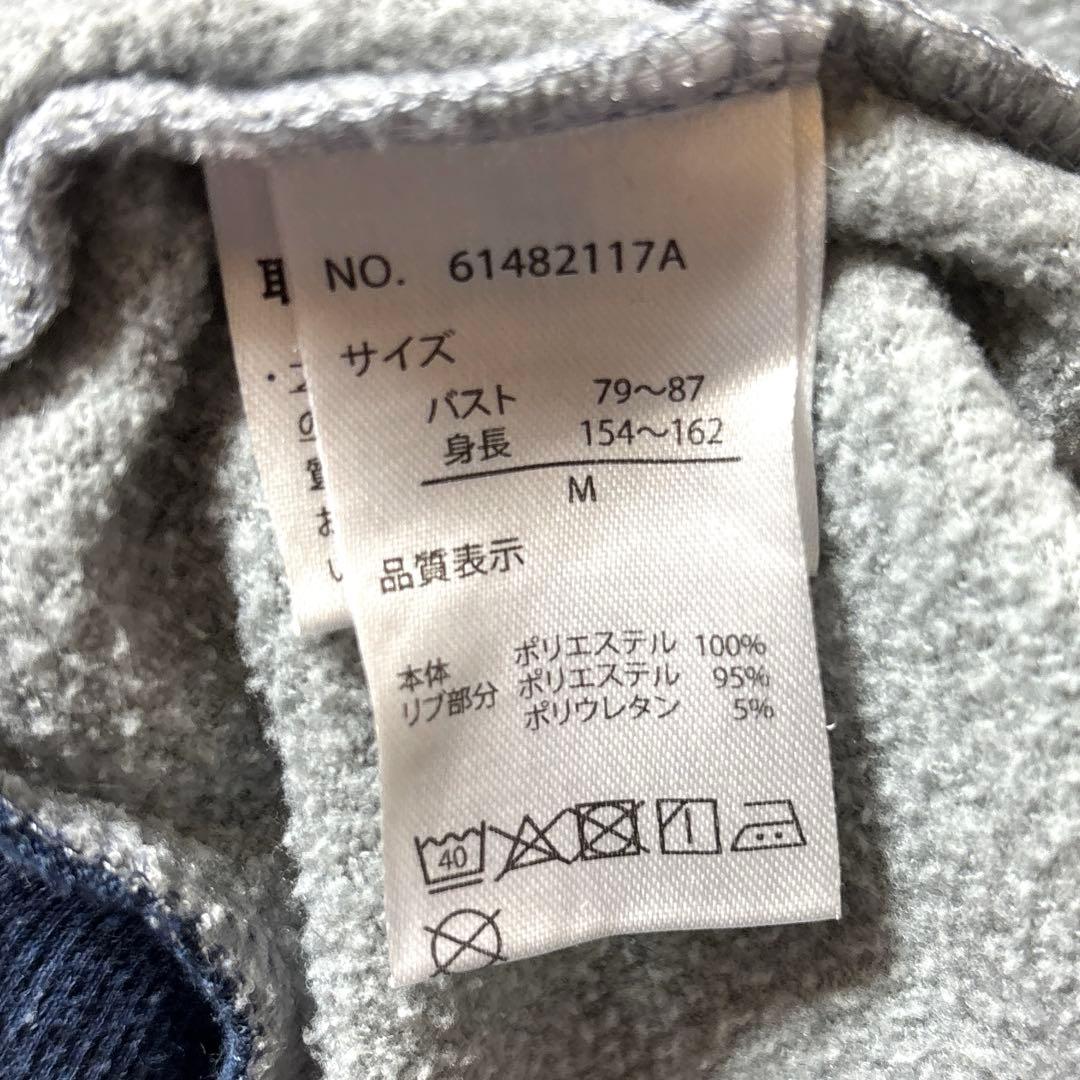 NO. 61482117A
サイズ
バスト 79～87
身長 154～162
M
品質表示
本体 ポリエステル 100%
リブ部分 ポリエステル 95%
ポリウレタン 5%
40
の
い